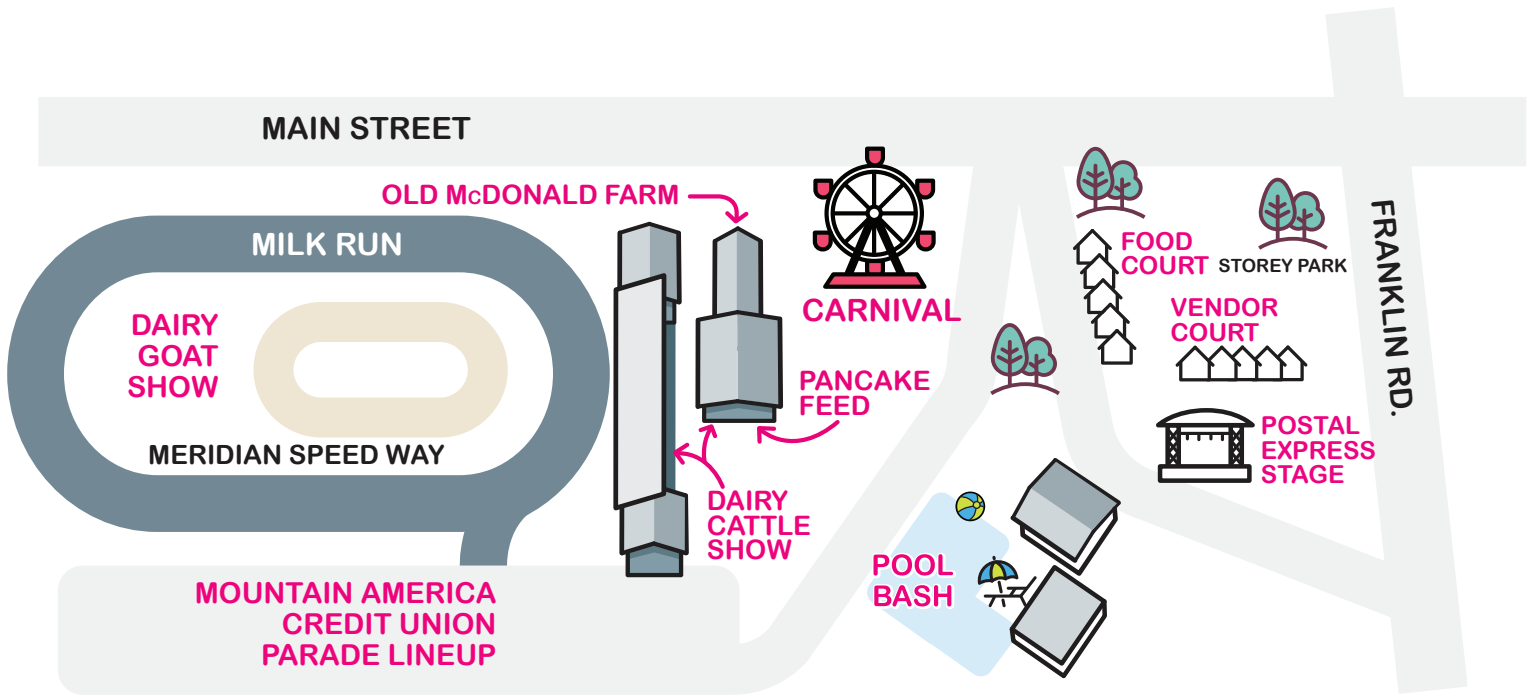 MAIN STREET
OLD McDONALD FARM
MILK RUN
DAIRY
GOAT
SHOW
MERIDIAN SPEED WAY
CARNIVAL
PANCAKE
FEED
DAIRY
CATTLE
SHOW
FOOD
COURT
STOREY PARK
VENDOR
COURT
FRANKLIN RD.
POSTAL
EXPRESS
STAGE
POOL
BASH
MOUNTAIN AMERICA
CREDIT UNION
PARADE LINEUP